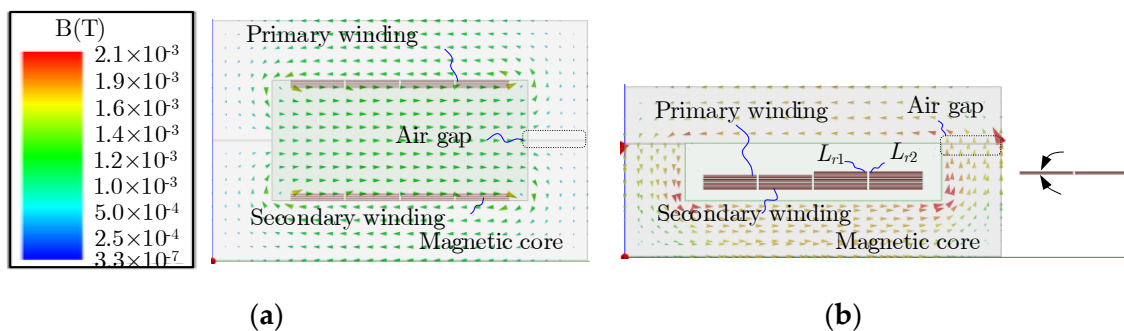 B(T)
2.1×10⁻³
1.9×10⁻³
1.6×10⁻³
1.4×10⁻³
1.2×10⁻³
7.6×10⁻³
5.0×10⁻⁴
2.5×10⁻⁴
3.3×10⁻⁷
Primary winding
Air gap
Secondary winding
Magnetic core
(a)
Air gap
Primary winding
Lr1
Lr2
Secondary winding
Magnetic core
(b)